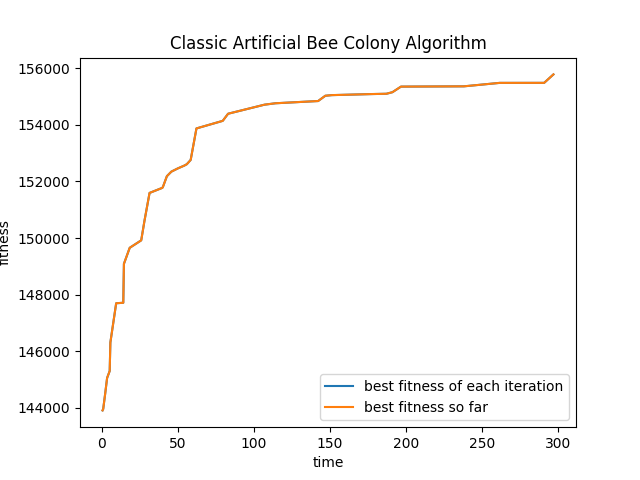 Classic Artificial Bee Colony Algorithm
156000
154000
152000
150000
148000
146000
144000
fitness
best fitness of each iteration
best fitness so far
0 50 100 150 200 250 300
time